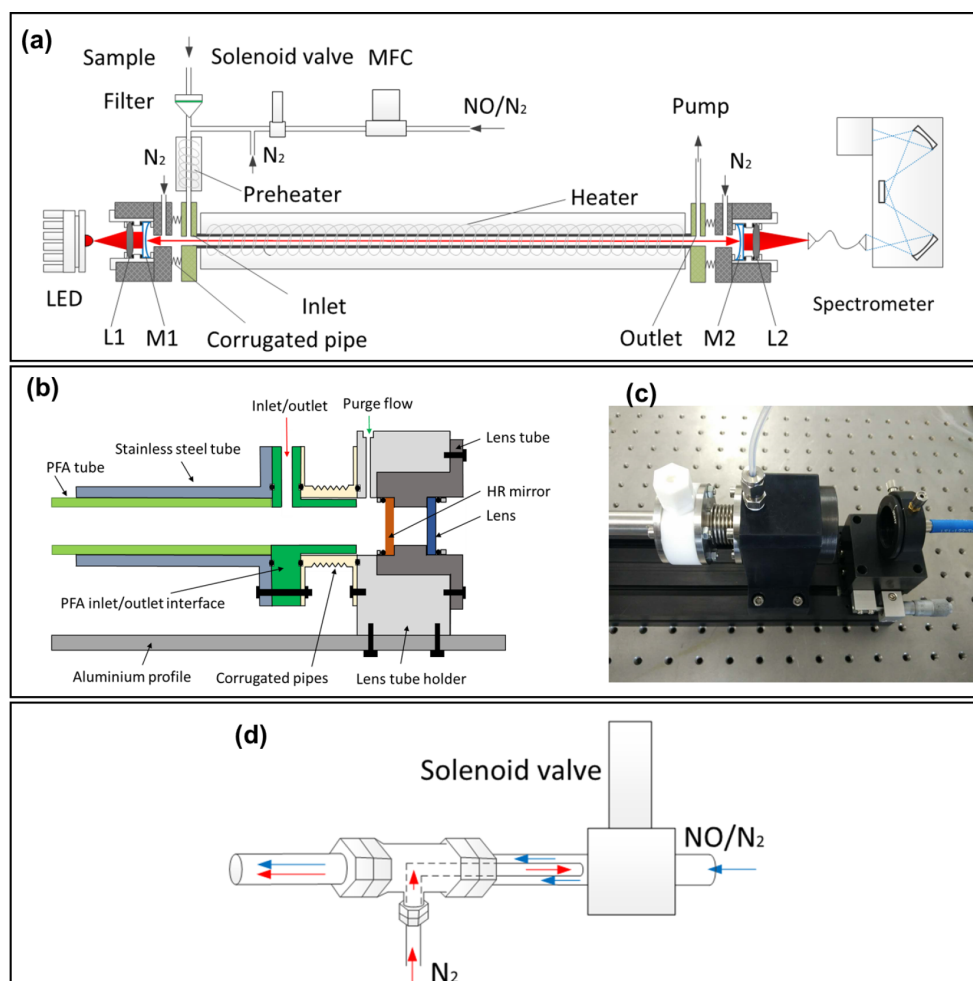 (a)
Sample
Solenoid valve
MFC
Filter
NO/N2
Pump
N2
N2
N2
Preheater
Heater
LED
Inlet
Outlet
Spectrometer
L1
M1
Corrugated pipe
M2
L2
(b)
(c)
Inlet/outlet
Purge flow
Stainless steel tube
Lens tube
PFA tube
HR mirror
Lens
PFA inlet/outlet interface
Aluminium profile
Corrugated pipes
Lens tube holder
(d)
Solenoid valve
NO/N2
N2